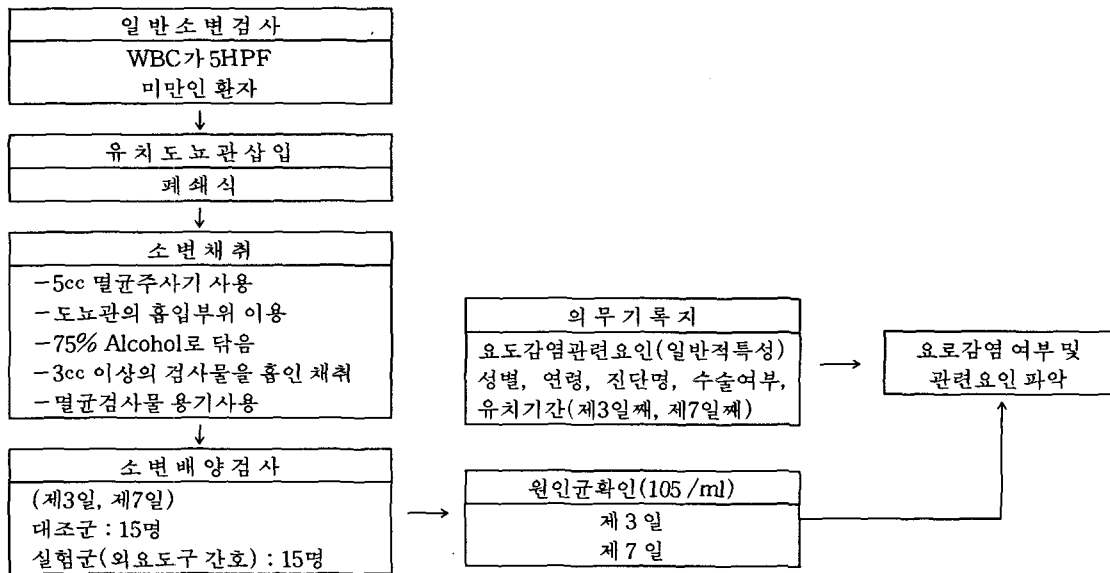 일반소변검사
WBC가 5HPF
미만인 환자
↓
유치도뇨관삽입
폐쇄식
↓
소변채취
-5cc 멸균주사기 사용
-도뇨관의 흡입부위 이용
-75% Alcohol로 닦음
-3cc 이상의 검사물을 흡인 채취
-멸균검사물 용기사용
↓
소변배양검사
(제3일, 제7일)
대조군 : 15명
실험군(외요도구 간호) : 15명
→
의무기록지
요도감염관련요인(일반적특성)
성별, 연령, 진단명, 수술여부,
유치기간(제3일째, 제7일째)
→
원인균확인(105/ml)
제 3 일
제 7 일
요로감염 여부 및
관련요인 파악